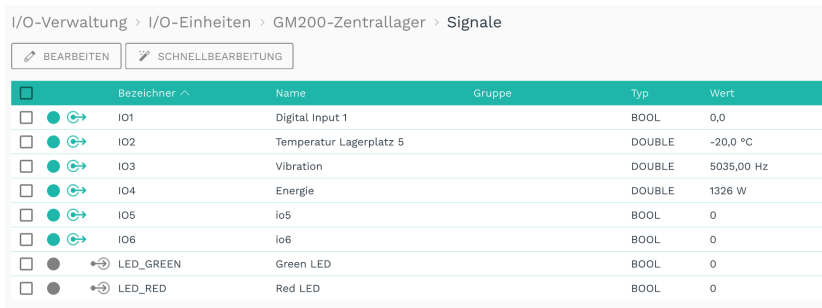 I/O-Verwaltung > I/O-Einheiten > GM200-Zentrallager > Signale
BEARBEITEN SCHNELLBEARBEITUNG
Bezeichner Name Gruppe Typ Wert
IO1 Digital Input 1 BOOL 0,0
IO2 Temperatur Lagerplatz 5 DOUBLE -20,0 °C
IO3 Vibration DOUBLE 5035,00 Hz
IO4 Energie DOUBLE 1326 W
IO5 io5 BOOL 0
IO6 io6 BOOL 0
LED_GREEN Green LED BOOL 0
LED_RED Red LED BOOL 0